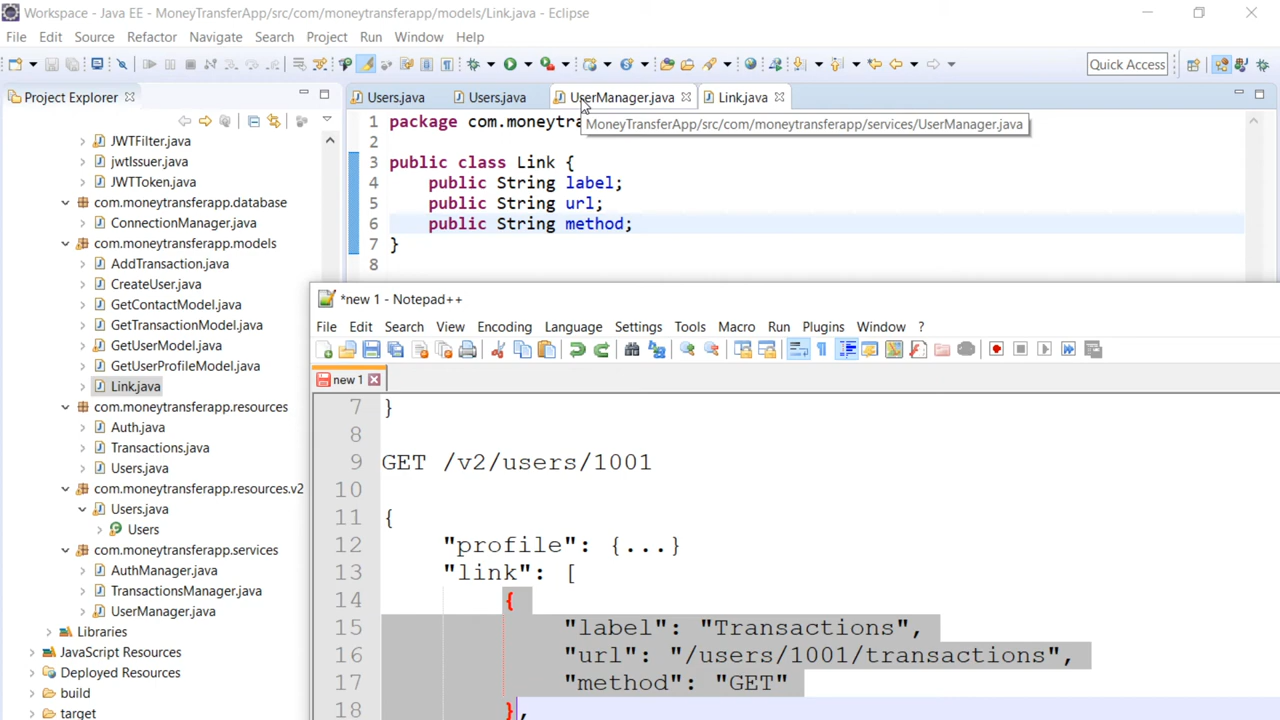 Workspace - Java EE - MoneyTransferApp/src/com/moneytransferapp/models/Link.java - Eclipse
File Edit Source Refactor Navigate Search Project Run Window Help
Quick Access
Project Explorer
Users.java Users.java UserManager.java Link.java
MoneyTransferApp/src/com/moneytransferapp/services/UserManager.java
JWTFilter.java
jwtIssuer.java
JWTToken.java
com.moneytransferapp.database
ConnectionManager.java
com.moneytransferapp.models
AddTransaction.java
CreateUser.java
GetContactModel.java
GetTransactionModel.java
GetUserModel.java
GetUserProfileModel.java
Link.java
com.moneytransferapp.resources
Auth.java
Transactions.java
Users.java
com.moneytransferapp.resources.v2
Users.java
Users
com.moneytransferapp.services
AuthManager.java
TransactionsManager.java
UserManager.java
Libraries
JavaScript Resources
Deployed Resources
build
target
1 package com.moneytra
2
3 public class Link {
4 public String label;
5 public String url;
6 public String method;
7 }
8
*new 1 - Notepad++
File Edit Search View Encoding Language Settings Tools Macro Run Plugins Window ?
new 1
7 }
8
9 GET /v2/users/1001
10
11 {
12 "profile": {...}
13 "link": [
14 {
15 "label": "Transactions",
16 "url": "/users/1001/transactions",
17 "method": "GET"
18 },